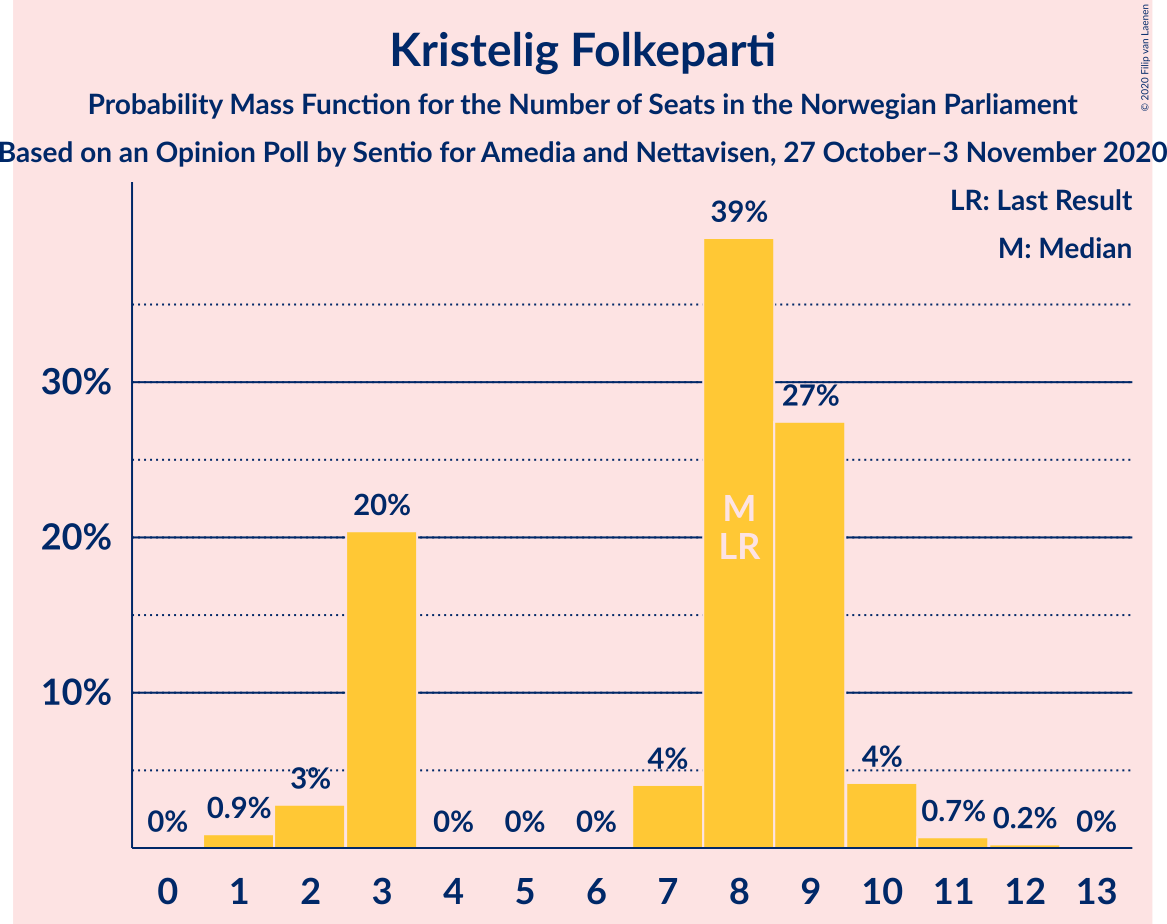 Kristelig Folkeparti
Probability Mass Function for the Number of Seats in the Norwegian Parliament
Based on an Opinion Poll by Sentio for Amedia and Nettavisen, 27 October–3 November 2020
© 2020 Filip van Laenen
LR: Last Result
M: Median
39%
30%
27%
M
LR
20%
20%
10%
4%
4%
3%
0.9%
0.7%
0.2%
0%
0%
0%
0%
0%
0 1 2 3 4 5 6 7 8 9 10 11 12 13